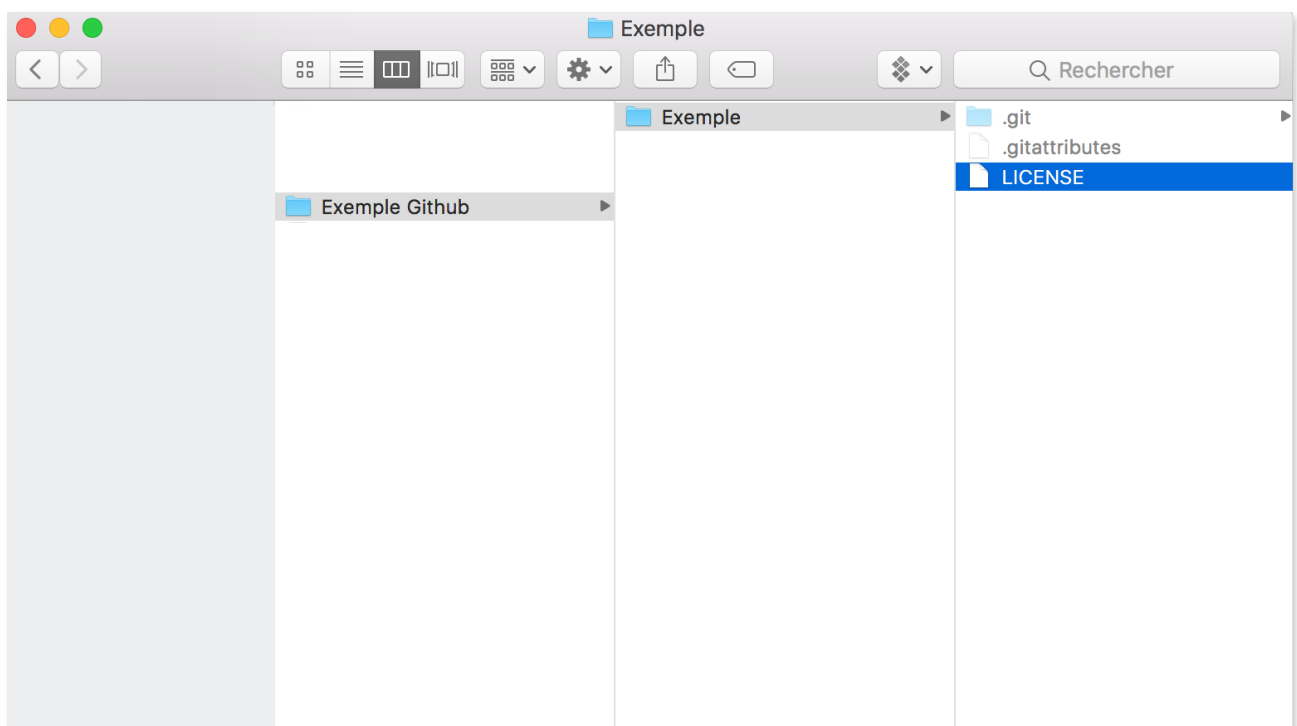 Exemple
Rechercher
Exemple Github
Exemple
.git
.gitattributes
LICENSE